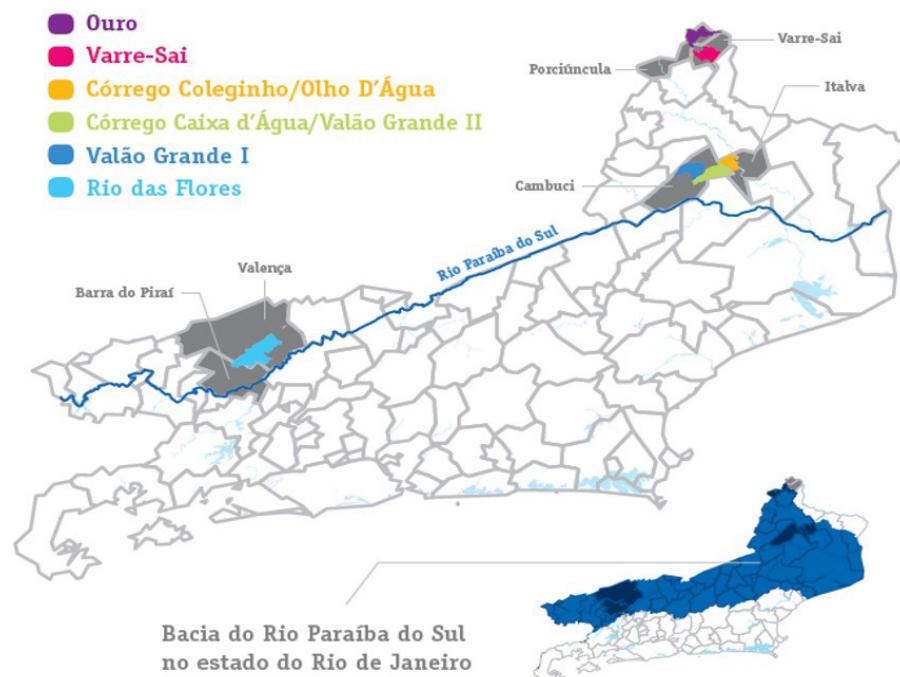 Ouro
Varre-Sai
Córrego Coleginho/Olho D'Água
Córrego Caixa d'Água/Valão Grande II
Valão Grande I
Rio das Flores
Varre-Sai
Porciúncula
Italva
Cambuci
Rio Paraíba do Sul
Valença
Barra do Piraí
Bacia do Rio Paraíba do Sul
no estado do Rio de Janeiro